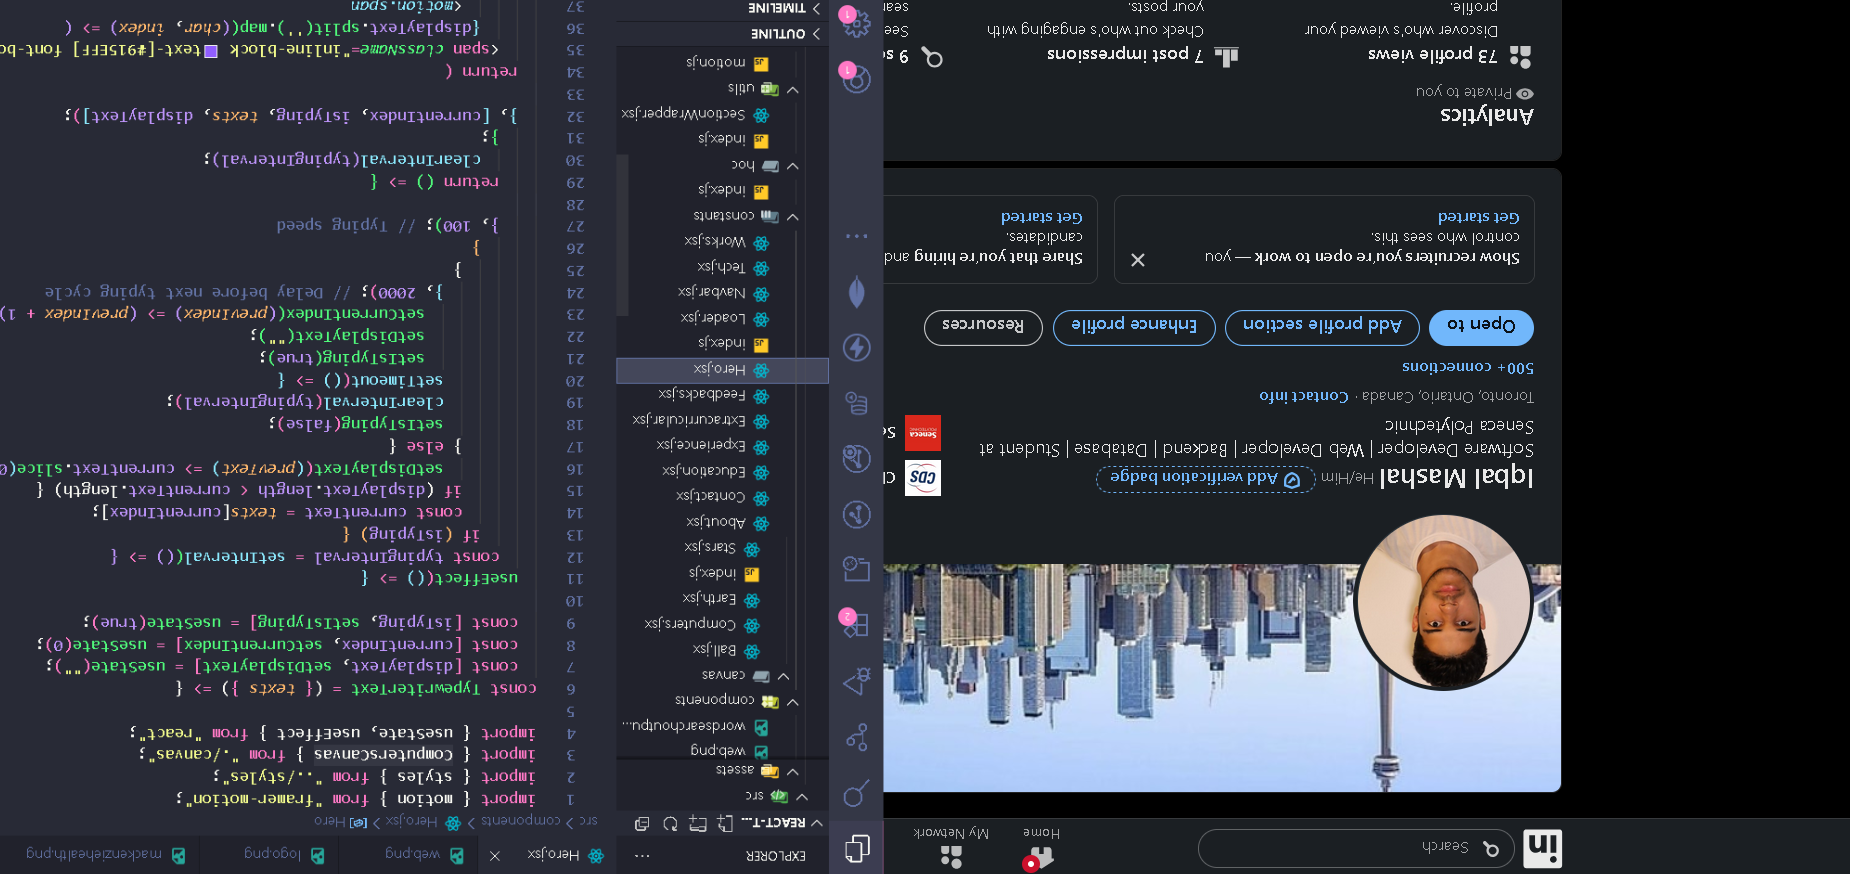 in
Search
Home
My Network
Iqbal Mashal He/Him Add verification badge
Software Developer | Web Developer | Backend | Database | Student at
Seneca Polytechnic
Toronto, Ontario, Canada · Contact info
500+ connections
CDS
Seneca
POLYTECHNIC
Open to
Add profile section
Enhance profile
Resources
Show recruiters you're open to work — you
control who sees this.
Get started
Share that you're hiring and
candidates.
Get started
Analytics
Private to you
73 profile views
Discover who's viewed your
profile.
7 post impressions
Check out who's engaging with
your posts.
9 se
See
sear
2
1
1
EXPLORER
REACT-T-...
src
assets
web.png
wordsearchoutpu...
components
canvas
Ball.jsx
Computers.jsx
Earth.jsx
index.js
Stars.jsx
About.jsx
Contact.jsx
Education.jsx
Experience.jsx
Extracurricular.jsx
Feedbacks.jsx
Hero.jsx
index.js
Loader.jsx
Navbar.jsx
Tech.jsx
Works.jsx
constants
index.js
hoc
index.js
SectionWrapper.jsx
utils
motion.js
OUTLINE
TIMELINE
Hero.jsx
web.png
logo.png
mackenziehealth.png
src > components > Hero.jsx > Hero
1 import { motion } from "framer-motion";
2 import { styles } from "../styles";
3 import { ComputersCanvas } from "./canvas";
4 import { useState, useEffect } from "react";
5
6 const TypewriterText = ({ texts }) => {
7 const [displayText, setDisplayText] = useState("");
8 const [currentIndex, setCurrentIndex] = useState(0);
9 const [isTyping, setIsTyping] = useState(true);
10
11 useEffect(() => {
12 const typingInterval = setInterval(() => {
13 if (isTyping) {
14 const currentText = texts[currentIndex];
15 if (displayText.length < currentText.length) {
16 setDisplayText((prevText) => currentText.slice(0
17 } else {
18 setIsTyping(false);
19 clearInterval(typingInterval);
20 setTimeout(() => {
21 setIsTyping(true);
22 setDisplayText("");
23 setCurrentIndex((prevIndex) => (prevIndex + 1)
24 }, 2000); // Delay before next typing cycle
25 }
26 }
27 }, 100); // Typing speed
28
29 return () => {
30 clearInterval(typingInterval);
31 };
32 }, [currentIndex, isTyping, texts, displayText]);
33
34 return (
35 <span className="inline-block text-[#915EFF] font-bo
36 {displayText.split('').map((char, index) => (
37 <motion.span